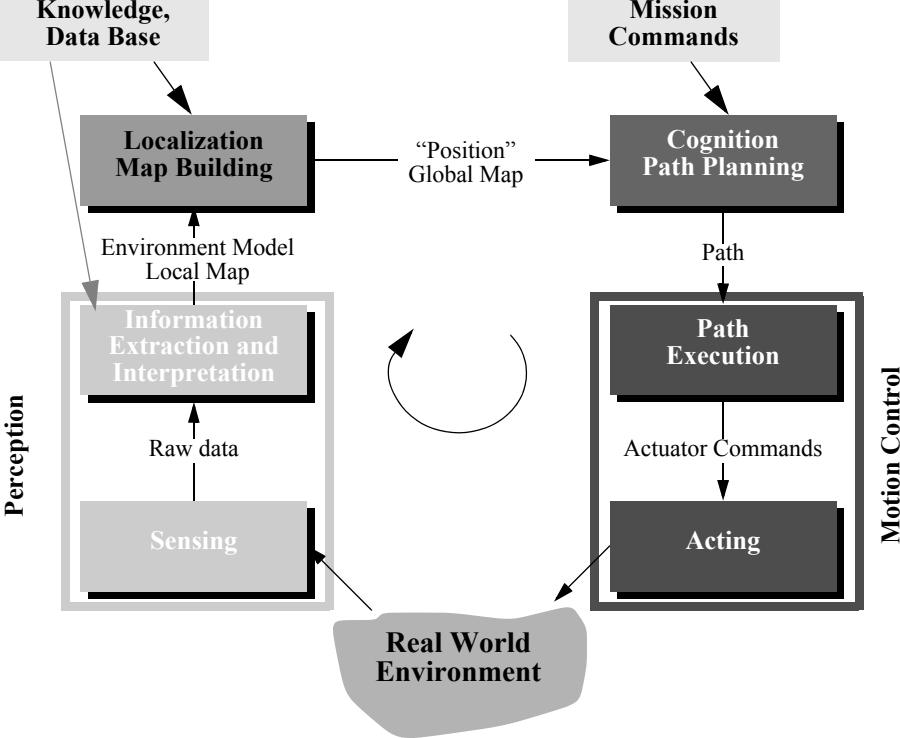 Knowledge,
Data Base
Mission
Commands
Localization
Map Building
“Position”
Global Map
Cognition
Path Planning
Environment Model
Local Map
Path
Information
Extraction and
Interpretation
Path
Execution
Perception
Raw data
Actuator Commands
Motion Control
Sensing
Acting
Real World
Environment